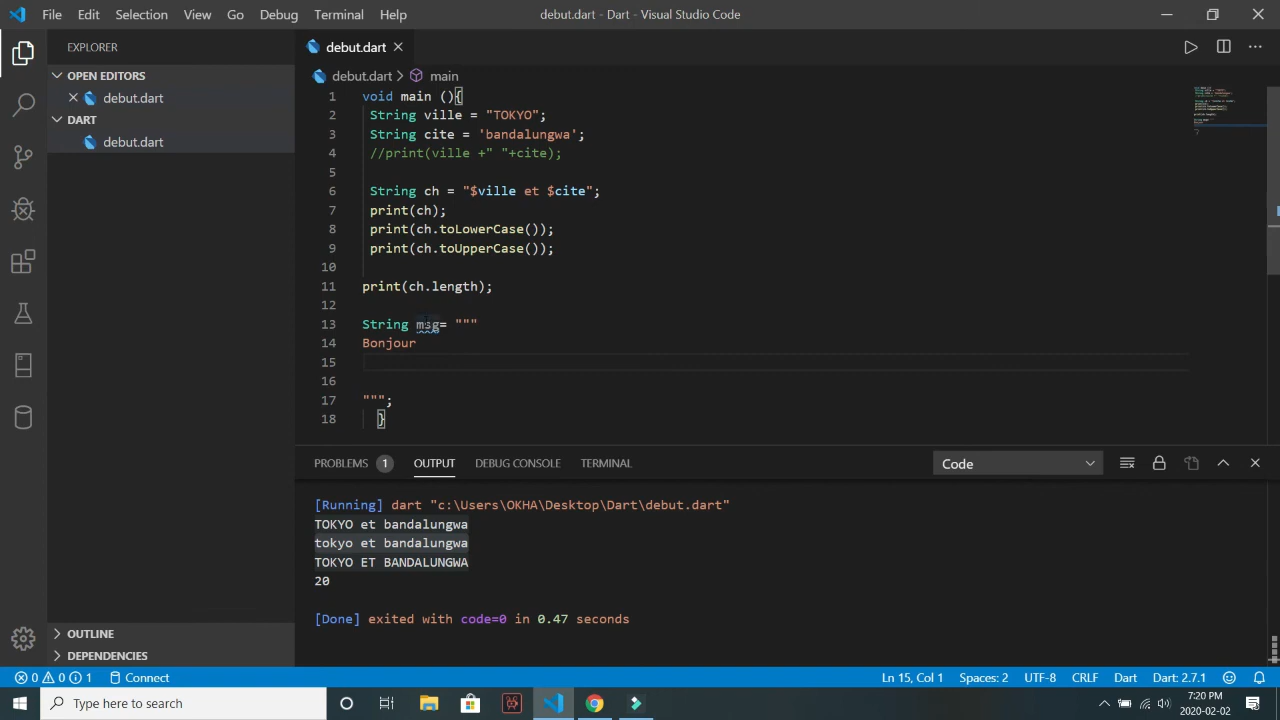 File Edit Selection View Go Debug Terminal Help debut.dart - Dart - Visual Studio Code
EXPLORER
OPEN EDITORS
debut.dart
DART
debut.dart
OUTLINE
DEPENDENCIES
debut.dart
debut.dart > main
1 void main (){
2 String ville = "TOKYO";
3 String cite = 'bandalungwa';
4 //print(ville +" "+cite);
5
6 String ch = "$ville et $cite";
7 print(ch);
8 print(ch.toLowerCase());
9 print(ch.toUpperCase());
10
11 print(ch.length);
12
13 String msg= """
14 Bonjour
15
16
17 """;
18 }
PROBLEMS 1 OUTPUT DEBUG CONSOLE TERMINAL Code
[Running] dart "c:\Users\OKHA\Desktop\Dart\debut.dart"
TOKYO et bandalungwa
tokyo et bandalungwa
TOKYO ET BANDALUNGWA
20
[Done] exited with code=0 in 0.47 seconds
0 0 1 Connect Ln 15, Col 1 Spaces: 2 UTF-8 CRLF Dart Dart: 2.7.1
Type here to search
7:20 PM
2020-02-02